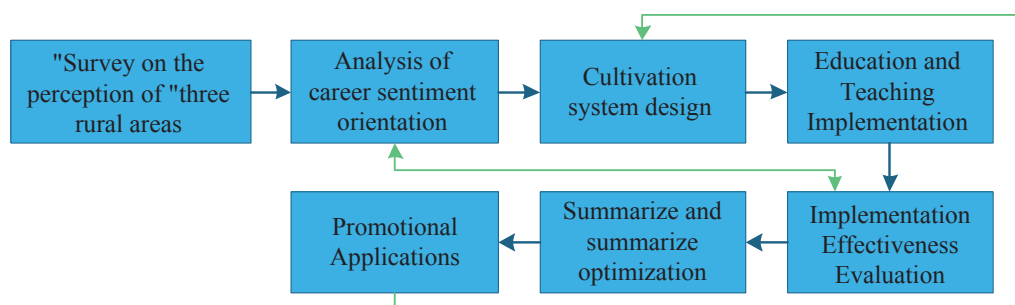 "Survey on the
perception of "three
rural areas
Analysis of
career sentiment
orientation
Cultivation
system design
Education and
Teaching
Implementation
Promotional
Applications
Summarize and
summarize
optimization
Implementation
Effectiveness
Evaluation